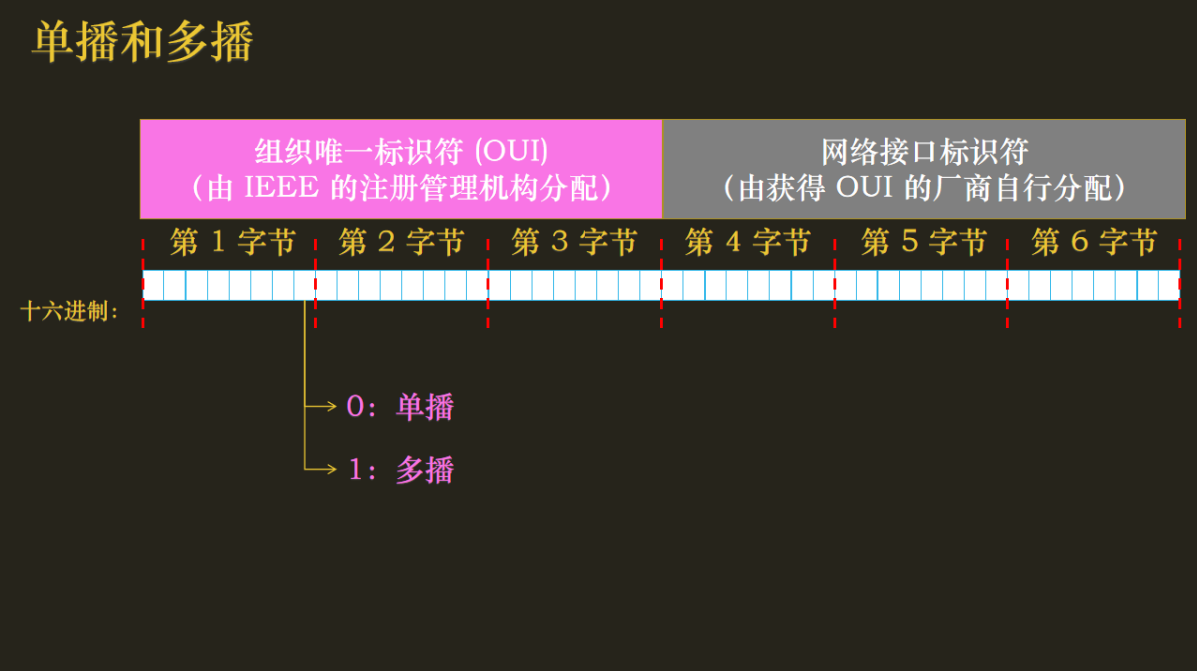 单播和多播
组织唯一标识符 (OUI)
（由 IEEE 的注册管理机构分配）
网络接口标识符
（由获得 OUI 的厂商自行分配）
第 1 字节
第 2 字节
第 3 字节
第 4 字节
第 5 字节
第 6 字节
十六进制：
0：单播
1：多播